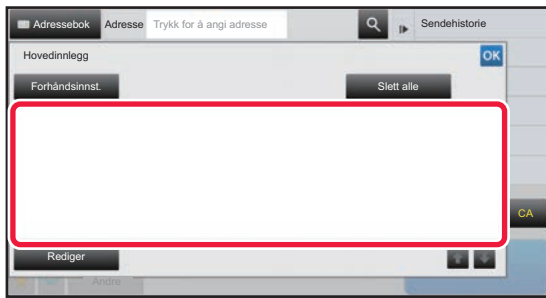 Adressebok Adresse Trykk for å angi adresse Sendehistorie
Hovedinnlegg OK
Forhåndsinnst. Slett alle
CA
Rediger
Andre